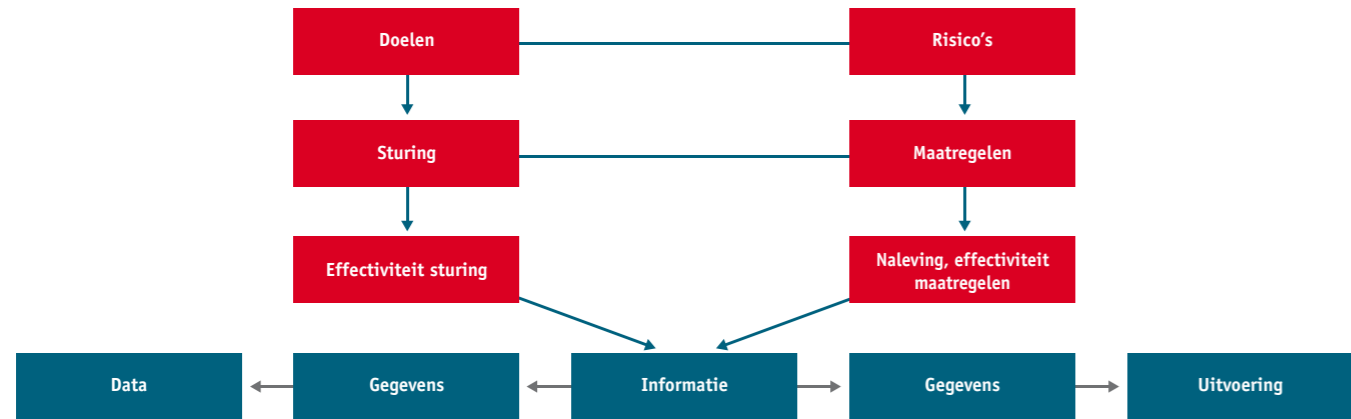 Doelen
Risico's
Sturing
Maatregelen
Effectiviteit sturing
Naleving, effectiviteit
maatregelen
Data
Gegevens
Informatie
Gegevens
Uitvoering